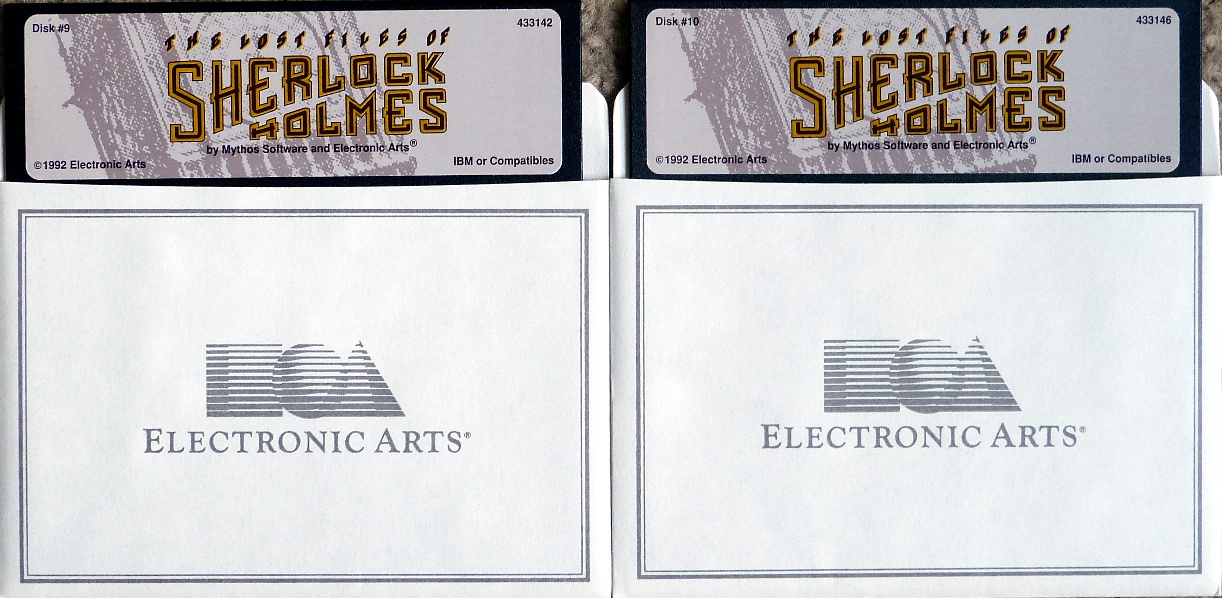 Disk #9
433142
THE LOST FILES OF
SHERLOCK
HOLMES
by Mythos Software and Electronic Arts®
©1992 Electronic Arts
IBM or Compatibles
ELECTRONIC ARTS®
Disk #10
433146
THE LOST FILES OF
SHERLOCK
HOLMES
by Mythos Software and Electronic Arts®
©1992 Electronic Arts
IBM or Compatibles
ELECTRONIC ARTS®